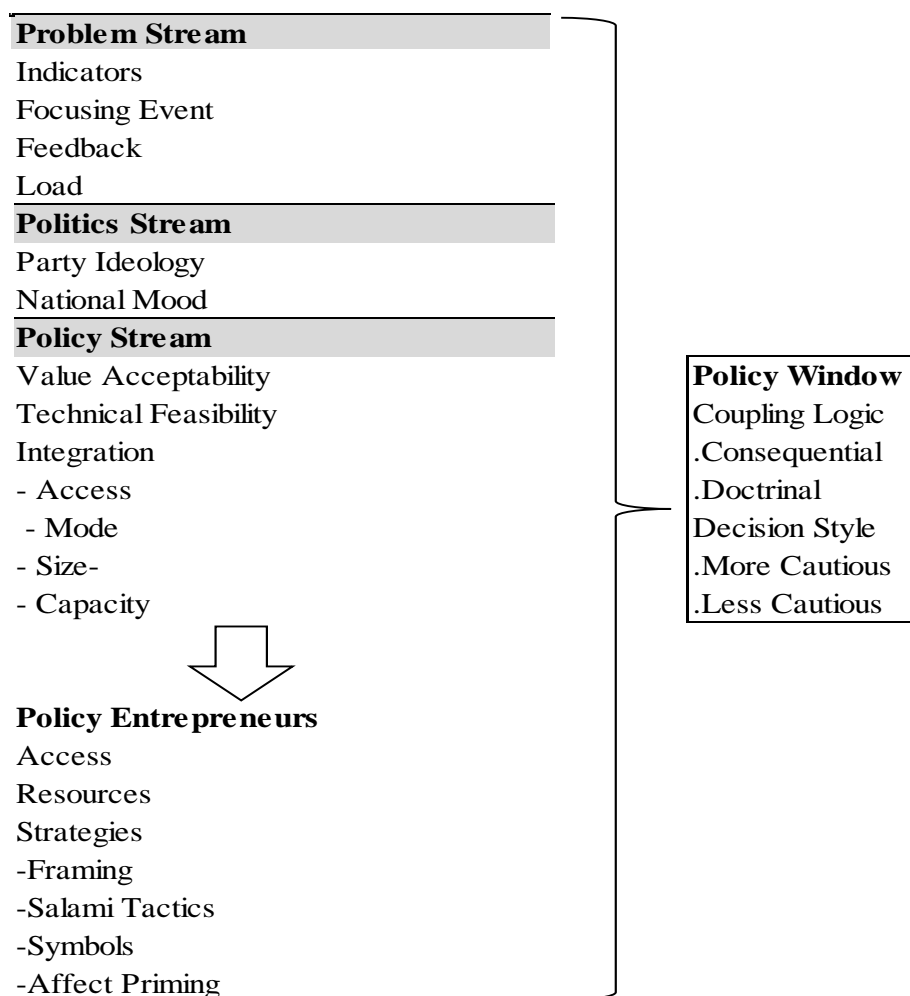 Problem Stream
Indicators
Focusing Event
Feedback
Load
Politics Stream
Party Ideology
National Mood
Policy Stream
Value Acceptability
Technical Feasibility
Integration
- Access
- Mode
- Size-
- Capacity
Policy Entrepreneurs
Access
Resources
Strategies
-Framing
-Salami Tactics
-Symbols
-Affect Priming
Policy Window
Coupling Logic
.Consequential
.Doctrinal
Decision Style
.More Cautious
.Less Cautious